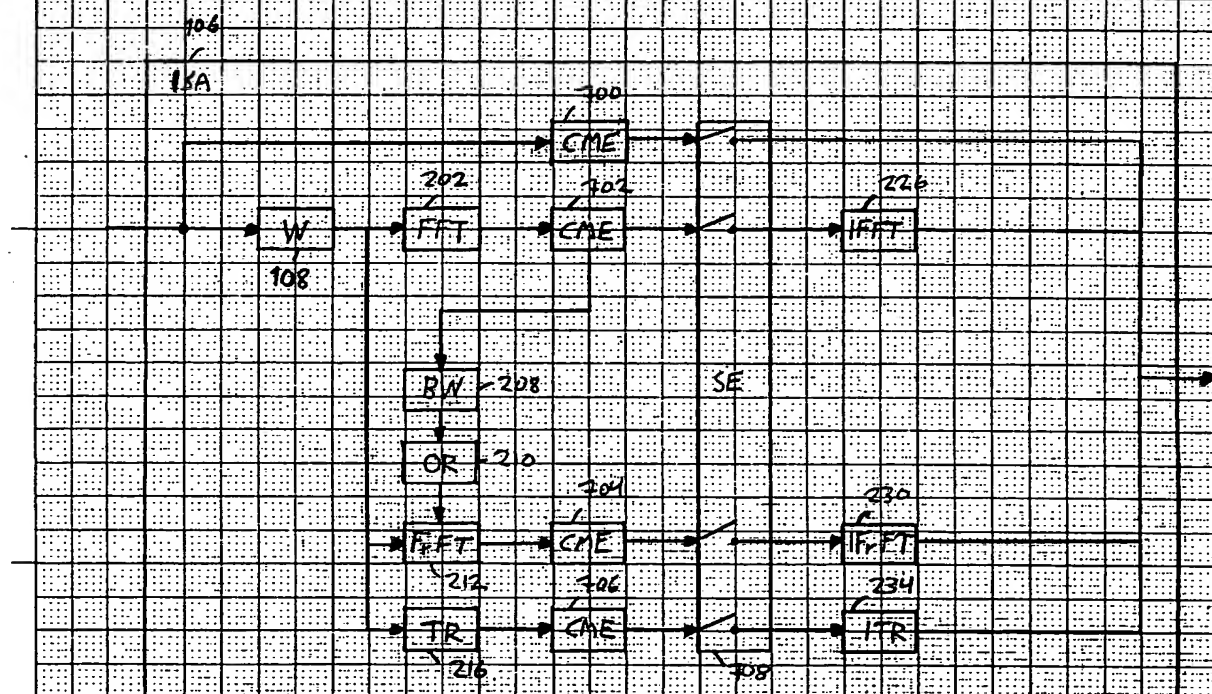 106
ISA
700
CME
202
702
226
W
FFT
CME
IFFT
108
BW
208
SE
OR
210
704
230
FrFT
CME
IFrFT
212
706
234
TR
CME
ITR
216
708